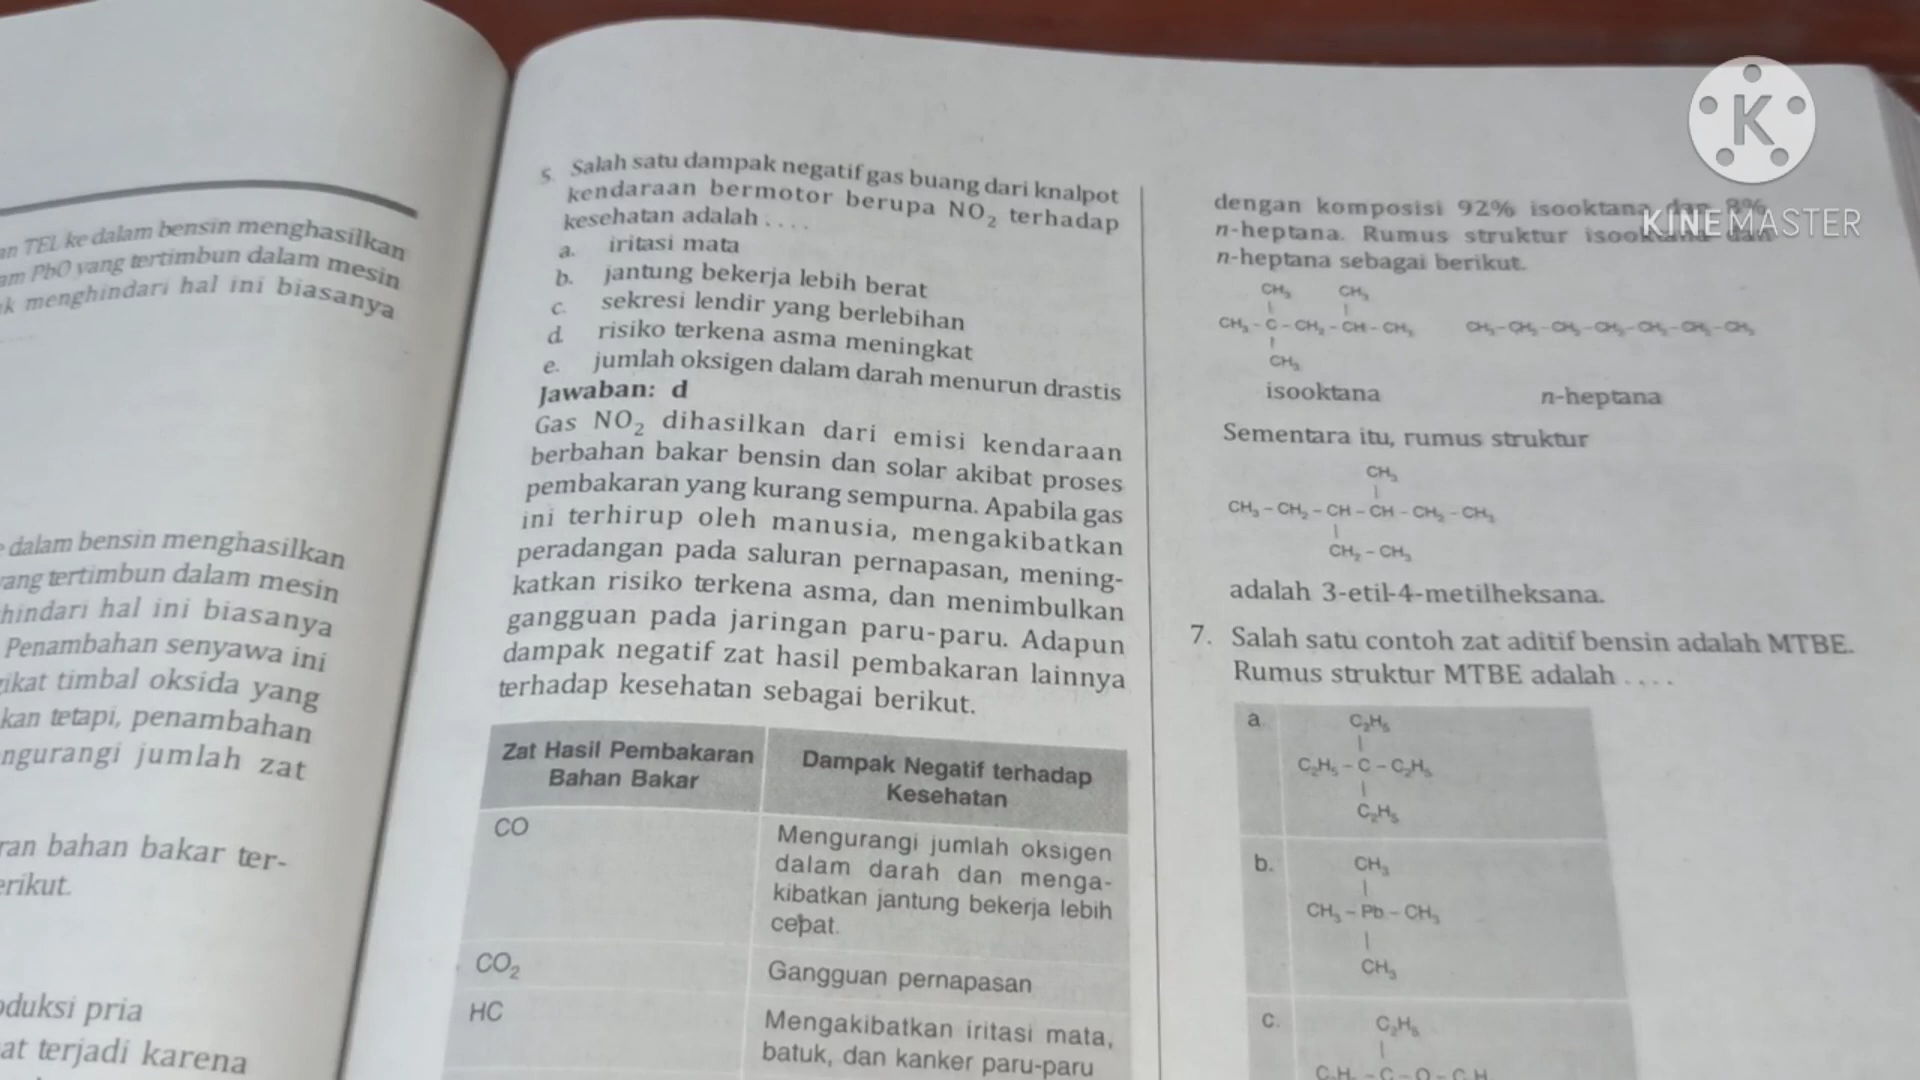 an TEL ke dalam bensin menghasilkan
am PbO yang tertimbun dalam mesin
k menghindari hal ini biasanya
dalam bensin menghasilkan
ang tertimbun dalam mesin
hindari hal ini biasanya
Penambahan senyawa ini
gikat timbal oksida yang
kan tetapi, penambahan
ngurangi jumlah zat
ran bahan bakar ter-
erikut.
oduksi pria
at terjadi karena
5. Salah satu dampak negatif gas buang dari knalpot
kendaraan bermotor berupa NO₂ terhadap
kesehatan adalah . . . .
a. iritasi mata
b. jantung bekerja lebih berat
c. sekresi lendir yang berlebihan
d. risiko terkena asma meningkat
e. jumlah oksigen dalam darah menurun drastis
Jawaban: d
Gas NO₂ dihasilkan dari emisi kendaraan
berbahan bakar bensin dan solar akibat proses
pembakaran yang kurang sempurna. Apabila gas
ini terhirup oleh manusia, mengakibatkan
peradangan pada saluran pernapasan, mening-
katkan risiko terkena asma, dan menimbulkan
gangguan pada jaringan paru-paru. Adapun
dampak negatif zat hasil pembakaran lainnya
terhadap kesehatan sebagai berikut.
Zat Hasil Pembakaran
Bahan Bakar
Dampak Negatif terhadap
Kesehatan
CO
Mengurangi jumlah oksigen
dalam darah dan menga-
kibatkan jantung bekerja lebih
cepat.
CO₂
Gangguan pernapasan
HC
Mengakibatkan iritasi mata,
batuk, dan kanker paru-paru
dengan komposisi 92% isooktana dan 8%
n-heptana. Rumus struktur isooktana dan
n-heptana sebagai berikut.
CH₃ CH₃
CH₃ – C – CH₂ – CH – CH₃ CH₃–CH₂–CH₂–CH₂–CH₂–CH₂–CH₃
CH₃
isooktana n-heptana
Sementara itu, rumus struktur
CH₃
CH₃ – CH₂ – CH – CH – CH₂ – CH₃
CH₂ – CH₃
adalah 3-etil-4-metilheksana.
7. Salah satu contoh zat aditif bensin adalah MTBE.
Rumus struktur MTBE adalah . . . .
a. C₂H₅
C₂H₅ – C – C₂H₅
C₂H₅
b. CH₃
CH₃ – Pb – CH₃
CH₃
c. C₂H₅
K
KINEMASTER